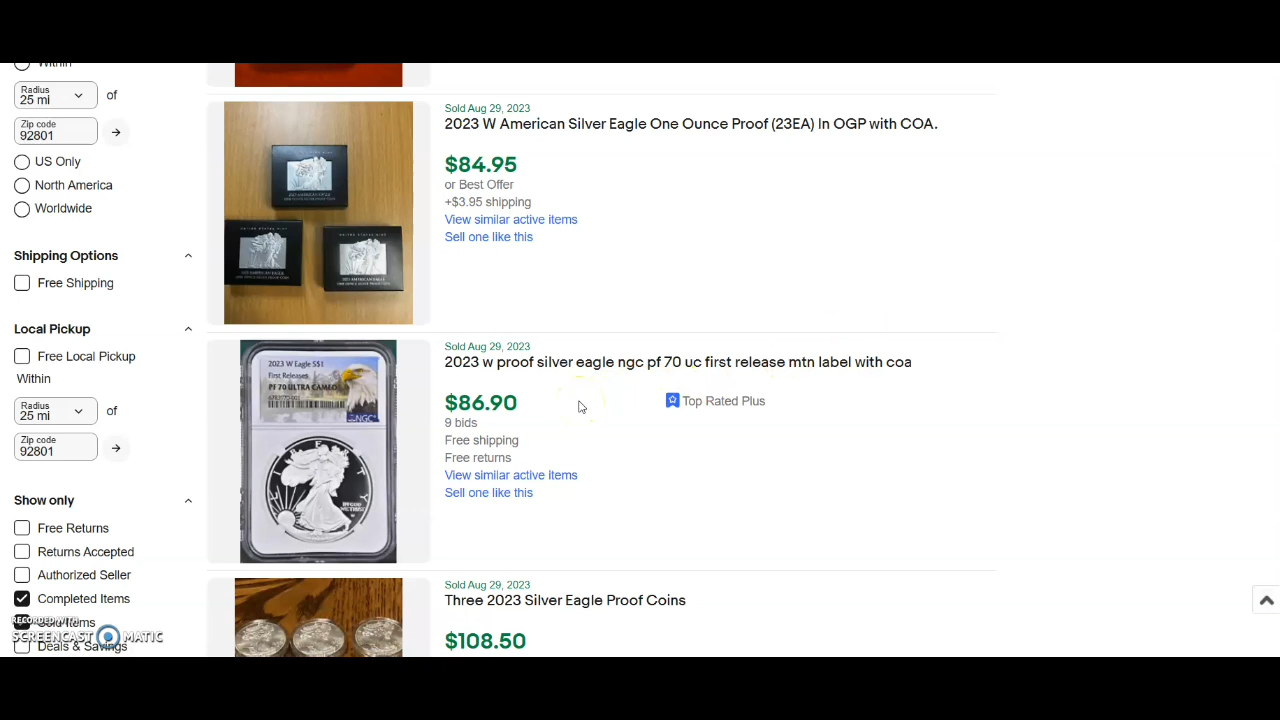 Within
Radius
25 mi
of
Zip code
92801
US Only
North America
Worldwide
Shipping Options
Free Shipping
Local Pickup
Free Local Pickup
Within
Radius
25 mi
of
Zip code
92801
Show only
Free Returns
Returns Accepted
Authorized Seller
Completed Items
Sold Items
Deals & Savings
RECORDED WITH
SCREENCAST MATIC
Sold Aug 29, 2023
2023 W American Silver Eagle One Ounce Proof (23EA) In OGP with COA.
$84.95
or Best Offer
+$3.95 shipping
View similar active items
Sell one like this
Sold Aug 29, 2023
2023 w proof silver eagle ngc pf 70 uc first release mtn label with coa
$86.90
9 bids
Free shipping
Free returns
View similar active items
Sell one like this
Top Rated Plus
2023 W Eagle S$1
First Releases
PF 70 ULTRA CAMEO
NGC
LIBERTY
IN GOD
WE TRUST
Sold Aug 29, 2023
Three 2023 Silver Eagle Proof Coins
$108.50